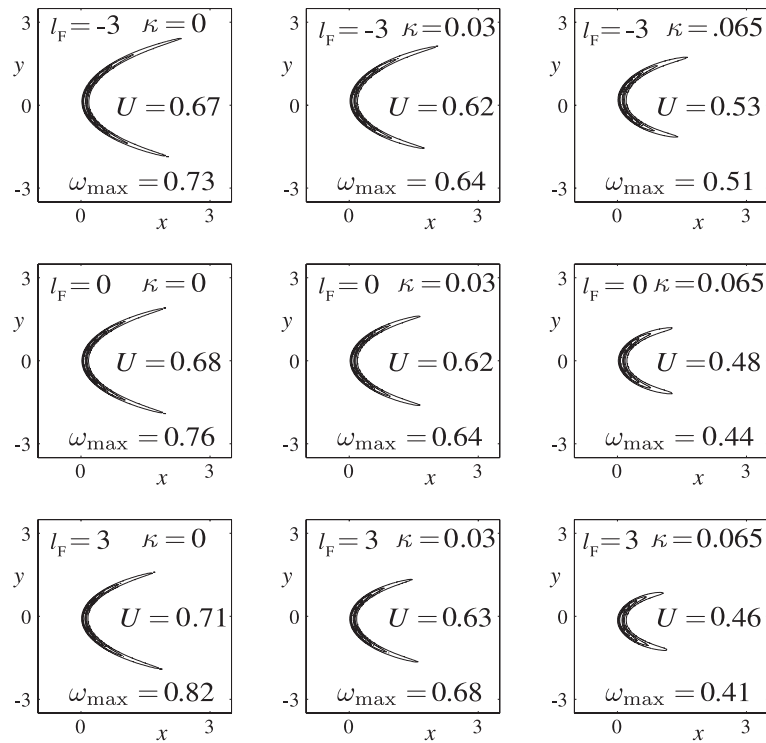 3 l_F = -3 κ = 0
y
0 U = 0.67
-3 ω_max = 0.73
0 x 3
3 l_F = -3 κ = 0.03
y
0 U = 0.62
-3 ω_max = 0.64
0 x 3
3 l_F = -3 κ = .065
y
0 U = 0.53
-3 ω_max = 0.51
0 x 3
3 l_F = 0 κ = 0
y
0 U = 0.68
-3 ω_max = 0.76
0 x 3
3 l_F = 0 κ = 0.03
y
0 U = 0.62
-3 ω_max = 0.64
0 x 3
3 l_F = 0 κ = 0.065
y
0 U = 0.48
-3 ω_max = 0.44
0 x 3
3 l_F = 3 κ = 0
y
0 U = 0.71
-3 ω_max = 0.82
0 x 3
3 l_F = 3 κ = 0.03
y
0 U = 0.63
-3 ω_max = 0.68
0 x 3
3 l_F = 3 κ = 0.065
y
0 U = 0.46
-3 ω_max = 0.41
0 x 3